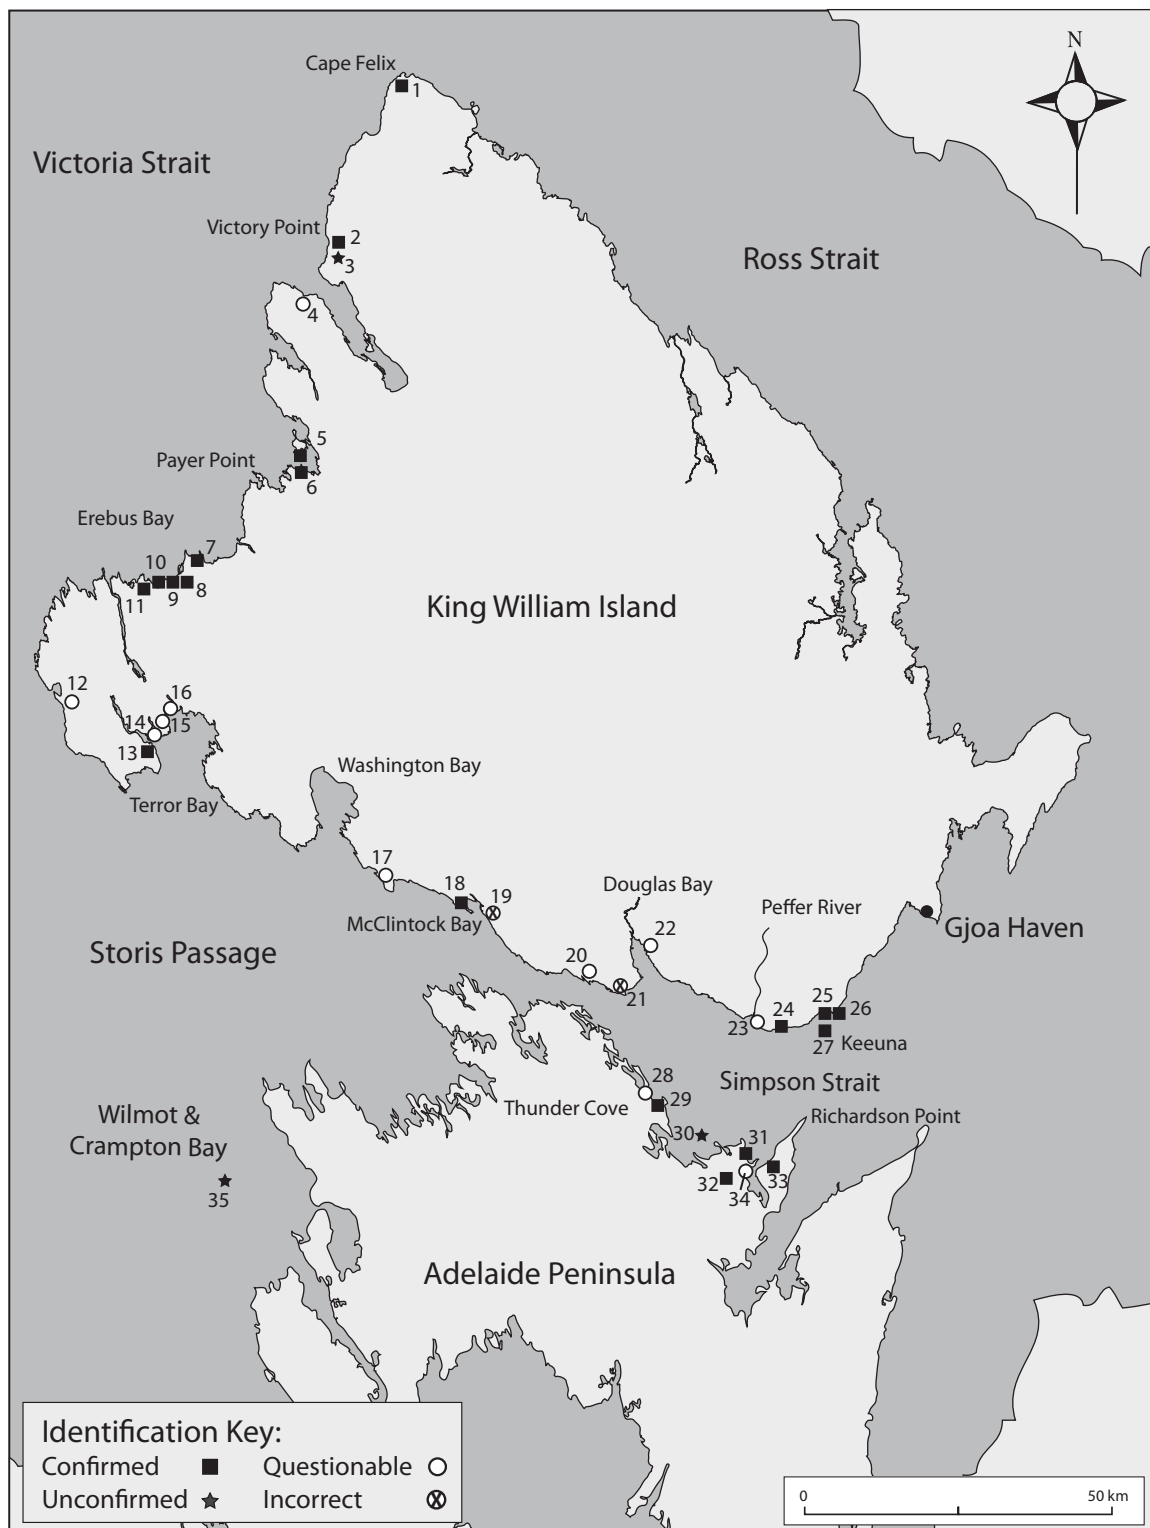 N
Cape Felix
1
Victoria Strait
Victory Point
2
3
Ross Strait
4
5
Payer Point
6
Erebus Bay
7
10
11
9
8
King William Island
12
16
14
15
13
Terror Bay
Washington Bay
17
18
19
McClintock Bay
Douglas Bay
22
Peffer River
Gjoa Haven
Storis Passage
20
21
23
24
25
26
27
Keeuna
28
Simpson Strait
Thunder Cove
29
Richardson Point
Wilmot &
Crampton Bay
30
31
35
32
34
33
Adelaide Peninsula
Identification Key:
Confirmed
Questionable
Unconfirmed
Incorrect
0
50 km